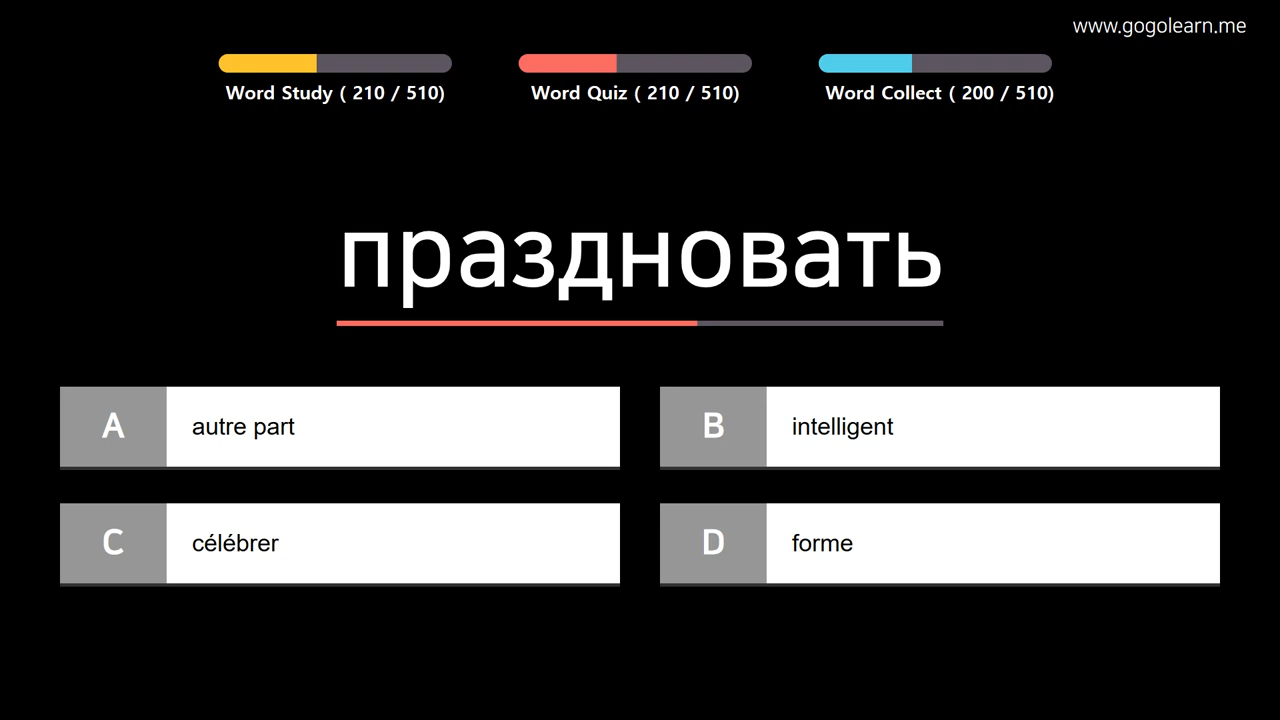 www.gogolearn.me
Word Study ( 210 / 510)
Word Quiz ( 210 / 510)
Word Collect ( 200 / 510)
праздновать
A autre part
B intelligent
C célébrer
D forme